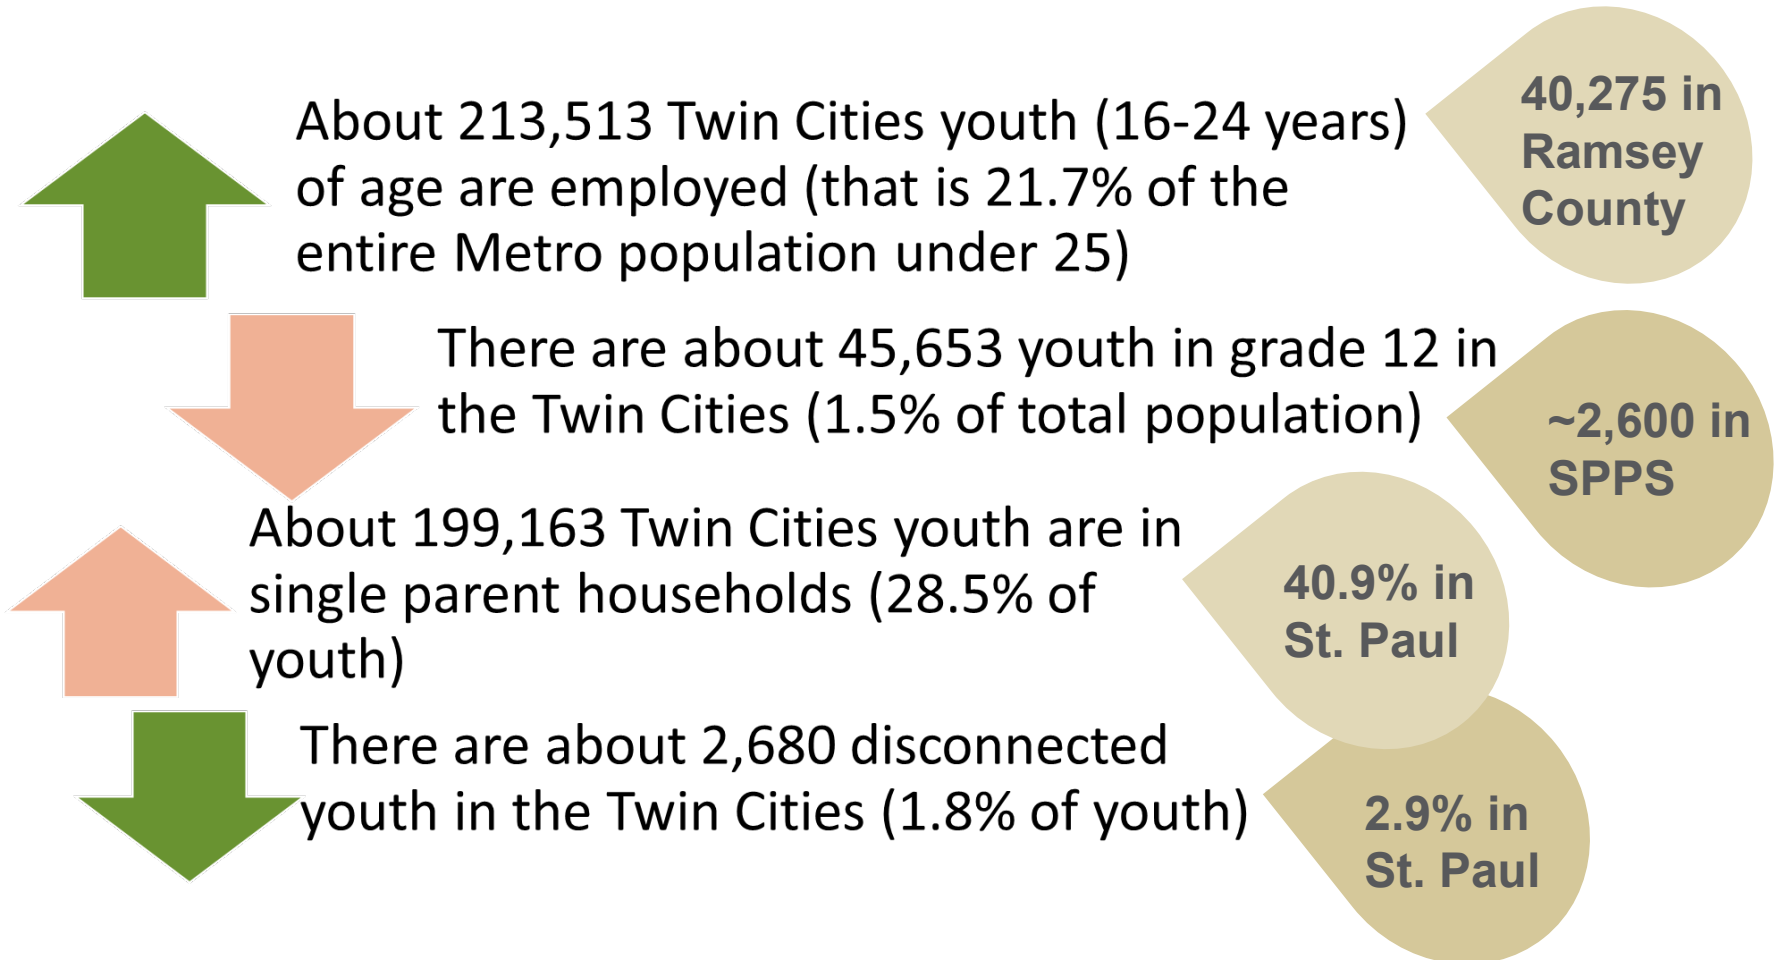 About 213,513 Twin Cities youth (16-24 years)
of age are employed (that is 21.7% of the
entire Metro population under 25)
40,275 in
Ramsey
County
There are about 45,653 youth in grade 12 in
the Twin Cities (1.5% of total population)
~2,600 in
SPPS
About 199,163 Twin Cities youth are in
single parent households (28.5% of
youth)
40.9% in
St. Paul
There are about 2,680 disconnected
youth in the Twin Cities (1.8% of youth)
2.9% in
St. Paul